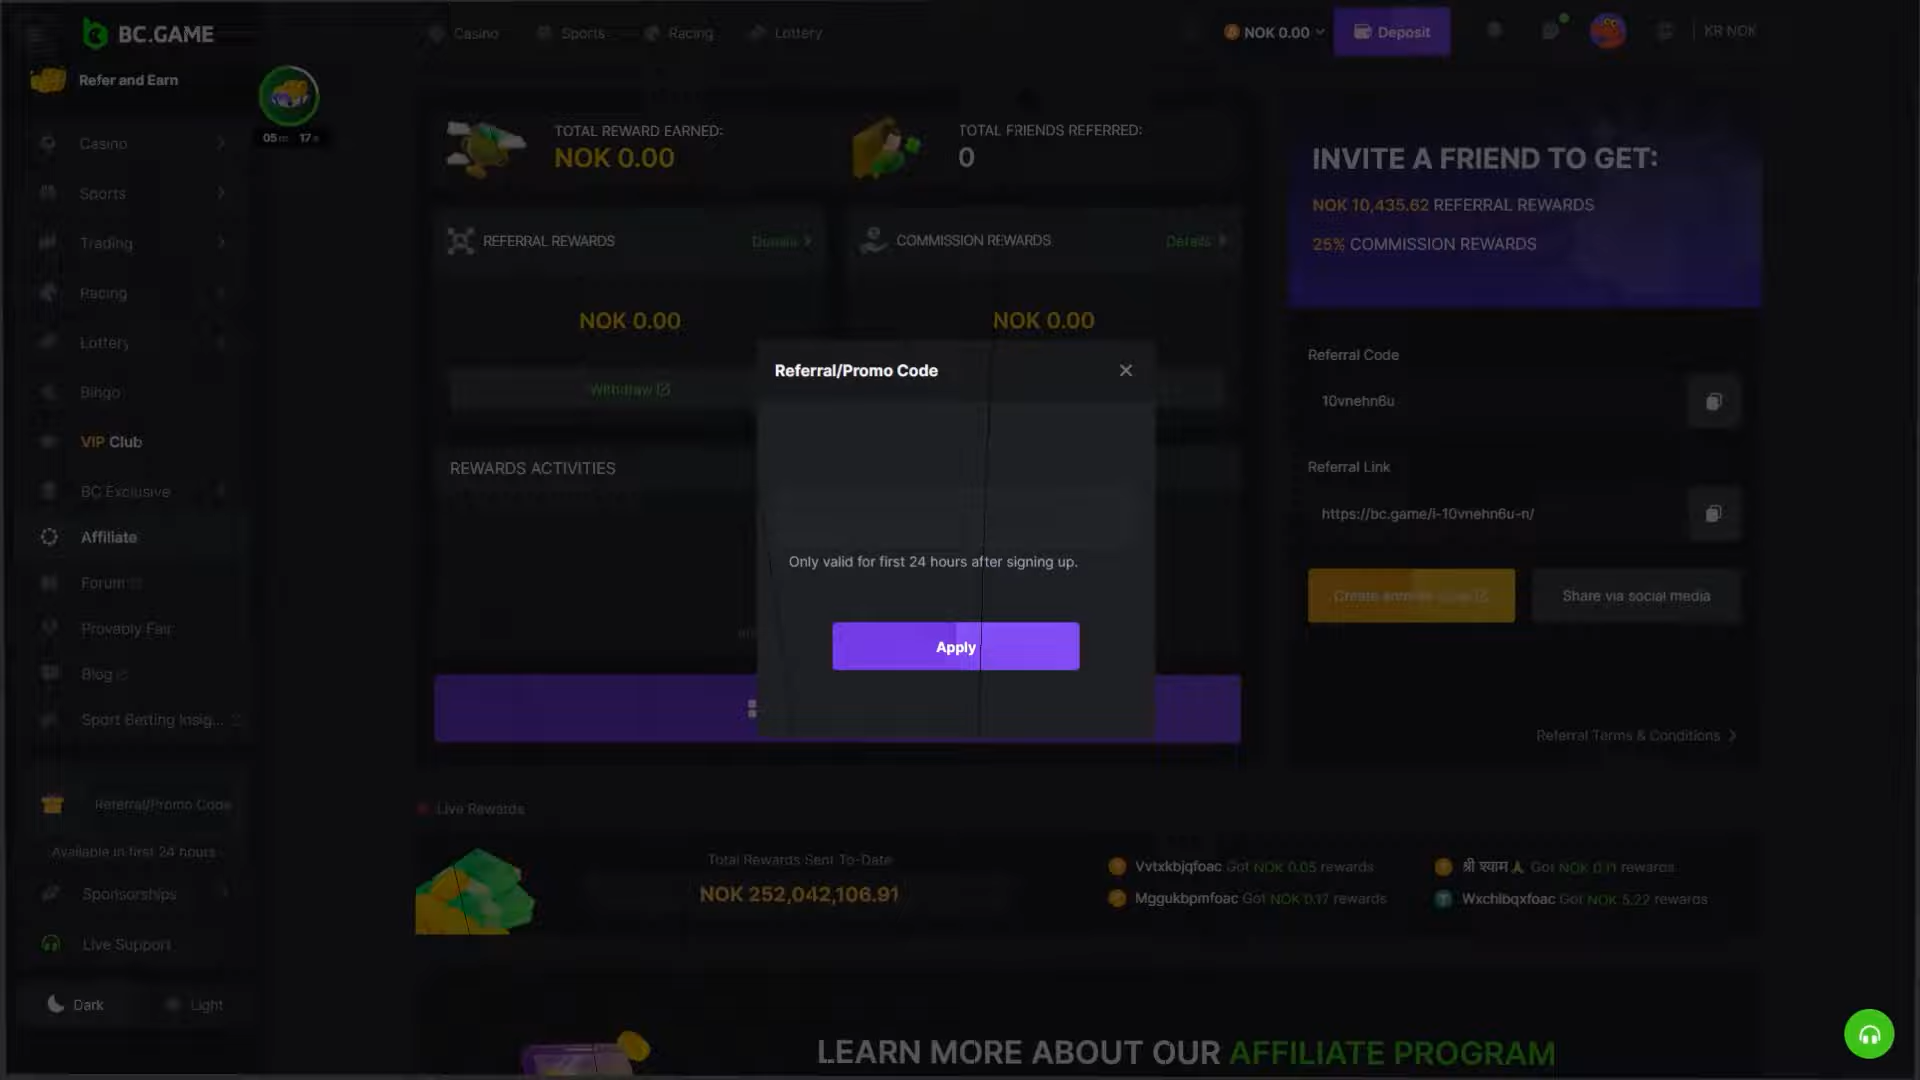 BC.GAME
Casino
Sports
Racing
Lottery
NOK 0.00
Deposit
KR NOK
Refer and Earn
05m 17s
Casino
Sports
Trading
Racing
Lottery
Bingo
VIP Club
BC Exclusive
Affiliate
Forum
Provably Fair
Blog
Sport Betting Insig...
Referral/Promo Code
Available in first 24 hours
Sponsorships
Live Support
Dark
Light
TOTAL REWARD EARNED:
NOK 0.00
TOTAL FRIENDS REFERRED:
0
REFERRAL REWARDS
Details
COMMISSION REWARDS
Details
NOK 0.00
NOK 0.00
Withdraw
REWARDS ACTIVITIES
Referral/Promo Code
Only valid for first 24 hours after signing up.
Apply
INVITE A FRIEND TO GET:
NOK 10,435.62 REFERRAL REWARDS
25% COMMISSION REWARDS
Referral Code
10vnehn6u
Referral Link
https://bc.game/i-10vnehn6u-n/
Create
Share via social media
Referral Terms & Conditions
Live Rewards
Total Rewards Sent To-Date
NOK 252,042,106.91
Vvtxkbjqfoac Got NOK 0.05 rewards
श्री श्याम🙏 Got NOK 0.11 rewards
Mggukbpmfoac Got NOK 0.17 rewards
Wxchlbqxfoac Got NOK 5.22 rewards
LEARN MORE ABOUT OUR AFFILIATE PROGRAM